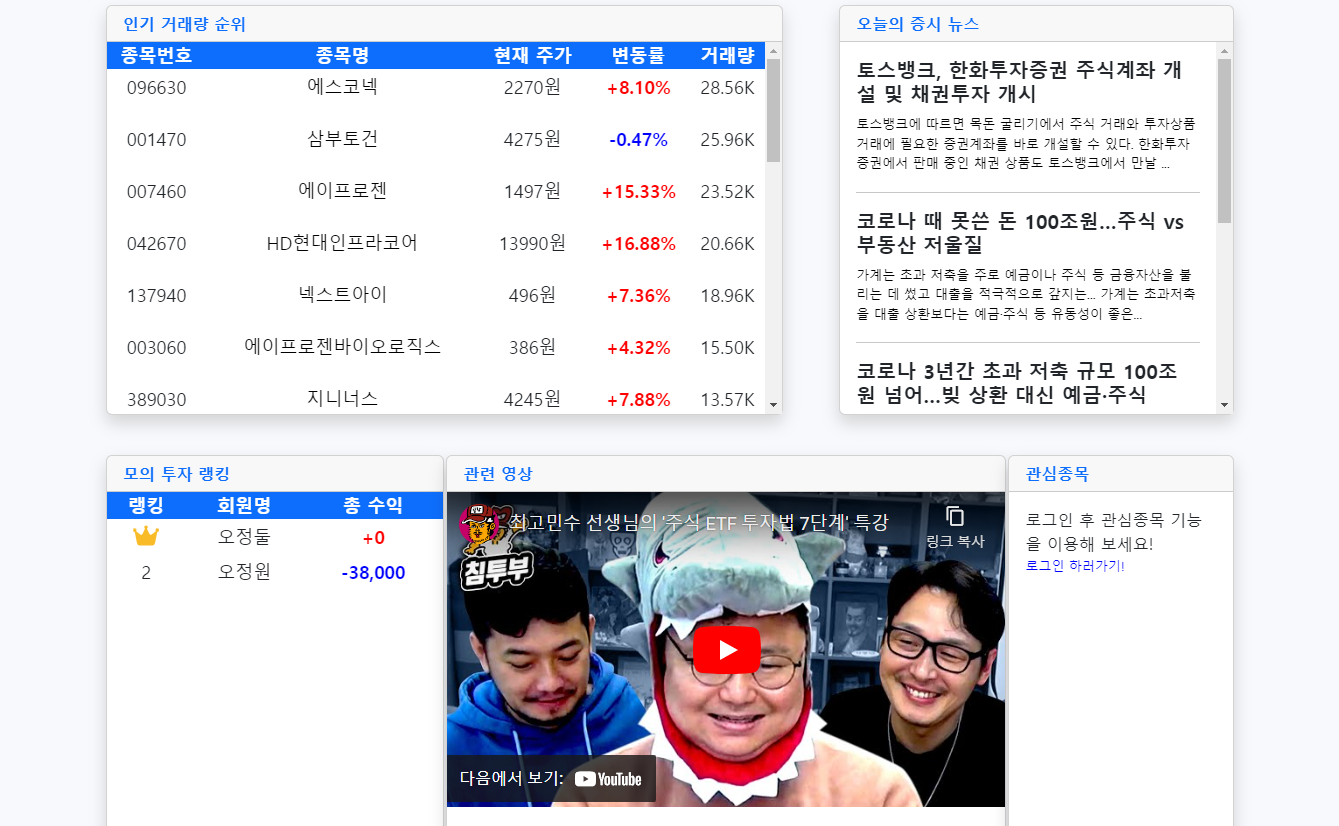 인기 거래량 순위
종목번호 종목명 현재 주가 변동률 거래량
096630 에스코넥 2270원 +8.10% 28.56K
001470 삼부토건 4275원 -0.47% 25.96K
007460 에이프로젠 1497원 +15.33% 23.52K
042670 HD현대인프라코어 13990원 +16.88% 20.66K
137940 넥스트아이 496원 +7.36% 18.96K
003060 에이프로젠바이오로직스 386원 +4.32% 15.50K
389030 지니너스 4245원 +7.88% 13.57K
오늘의 증시 뉴스
토스뱅크, 한화투자증권 주식계좌 개
설 및 채권투자 개시
토스뱅크에 따르면 목돈 굴리기에서 주식 거래와 투자상품
거래에 필요한 증권계좌를 바로 개설할 수 있다. 한화투자
증권에서 판매 중인 채권 상품도 토스뱅크에서 만날 ...
코로나 때 못쓴 돈 100조원…주식 vs
부동산 저울질
가계는 초과 저축을 주로 예금이나 주식 등 금융자산을 불
리는 데 썼고 대출을 적극적으로 갚지는... 가계는 초과저축
을 대출 상환보다는 예금·주식 등 유동성이 좋은...
코로나 3년간 초과 저축 규모 100조
원 넘어…빚 상환 대신 예금·주식
모의 투자 랭킹
랭킹 회원명 총 수익
오정둘 +0
2 오정원 -38,000
관련 영상
최고민수 선생님의 '주식 ETF 투자법 7단계' 특강
링크 복사
침투부
다음에서 보기: YouTube
관심종목
로그인 후 관심종목 기능
을 이용해 보세요!
로그인 하러가기!